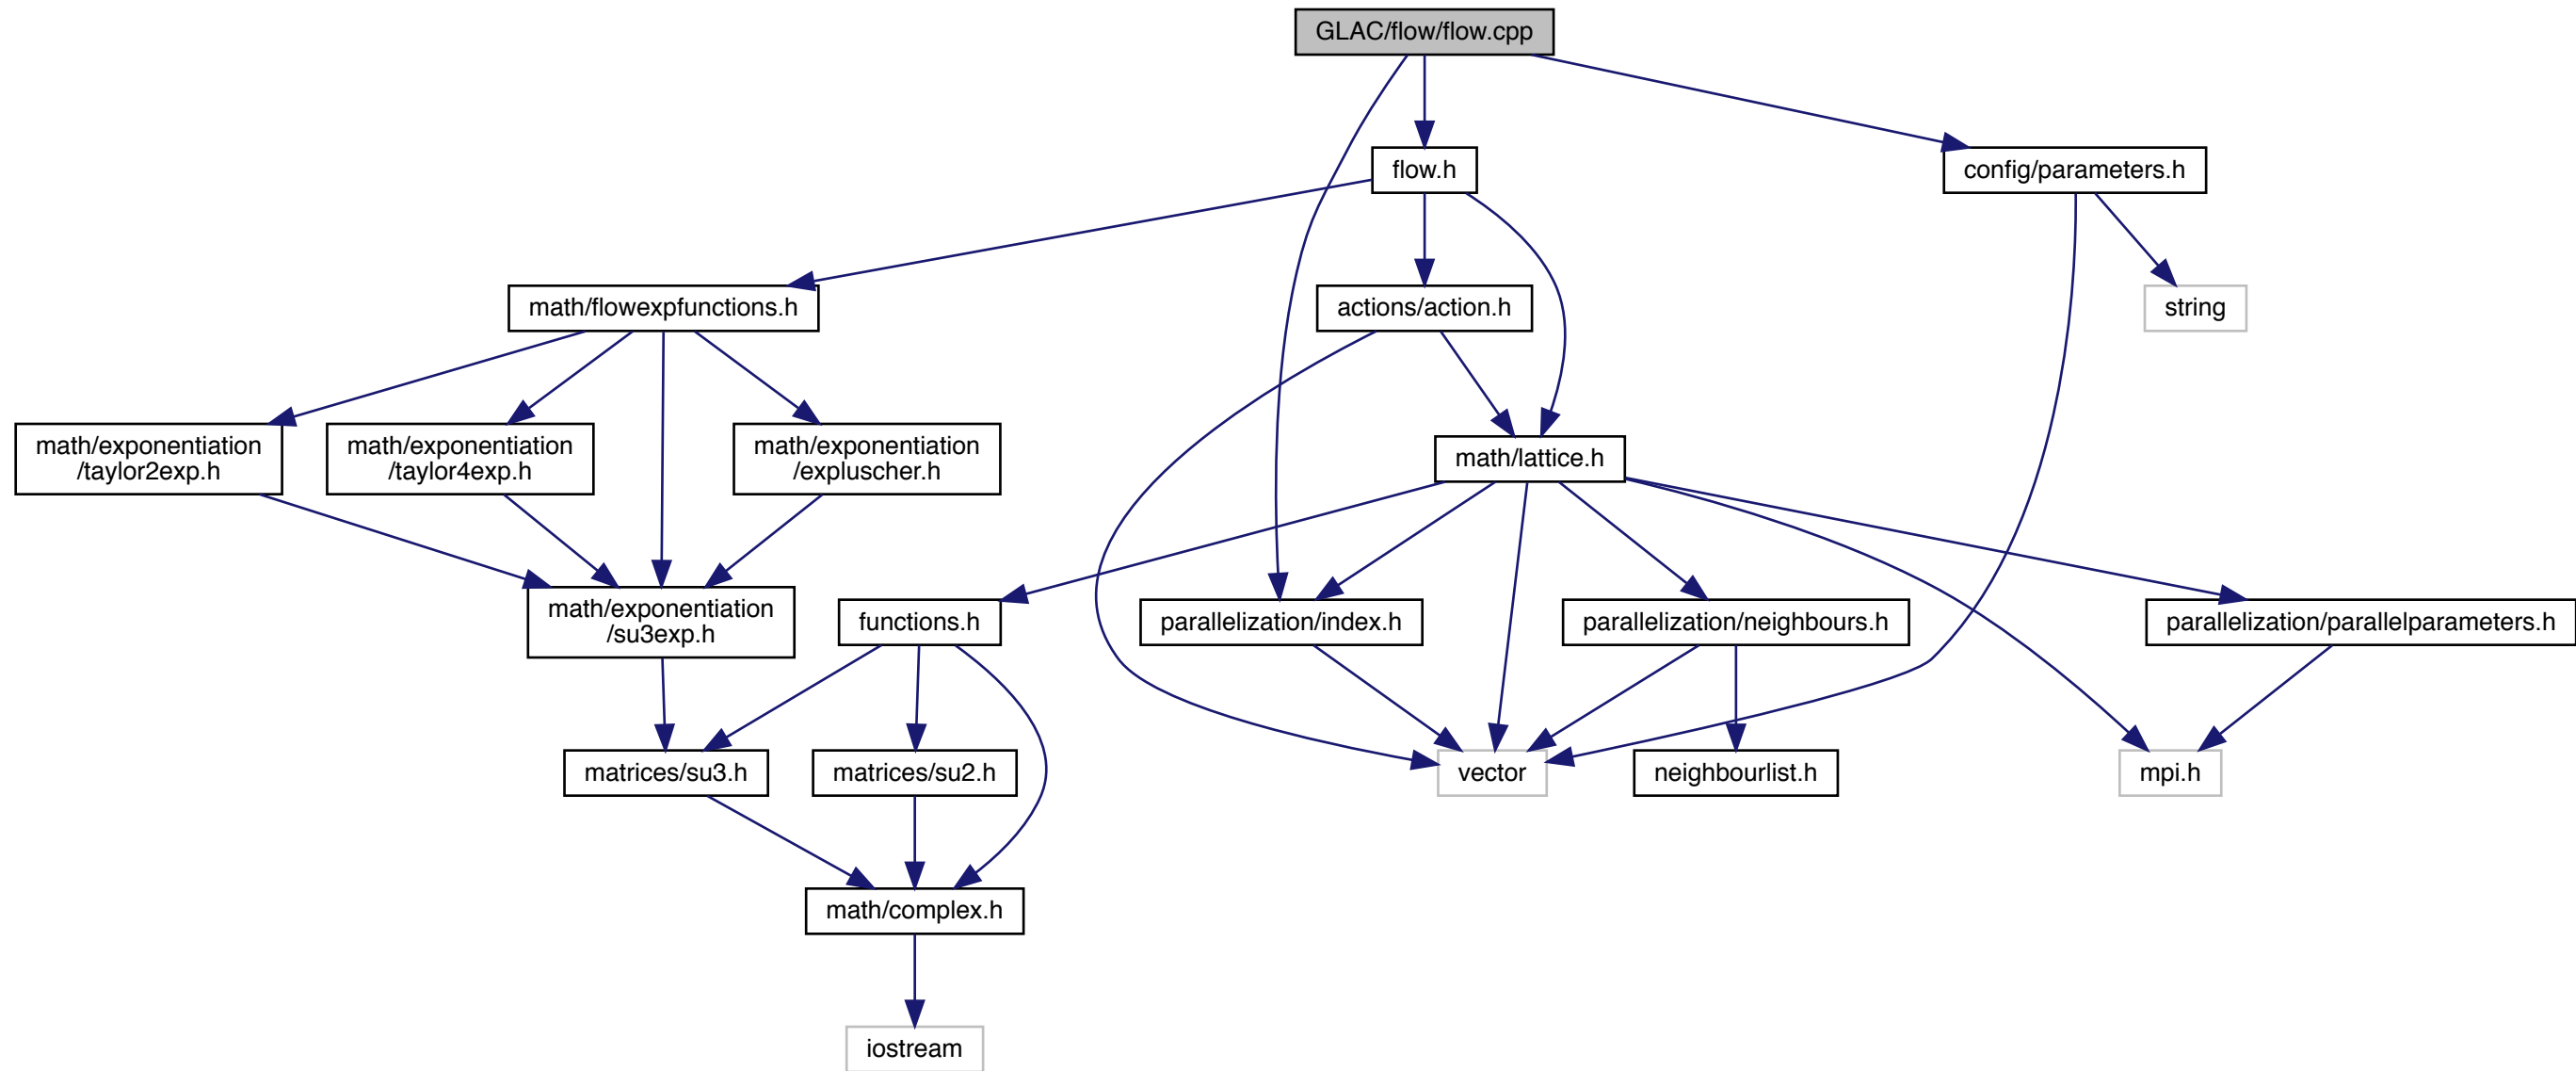 GLAC/flow/flow.cpp
flow.h
config/parameters.h
math/flowexpfunctions.h
actions/action.h
string
math/exponentiation
/taylor2exp.h
math/exponentiation
/taylor4exp.h
math/exponentiation
/expluscher.h
math/lattice.h
math/exponentiation
/su3exp.h
functions.h
parallelization/index.h
parallelization/neighbours.h
parallelization/parallelparameters.h
matrices/su3.h
matrices/su2.h
vector
neighbourlist.h
mpi.h
math/complex.h
iostream